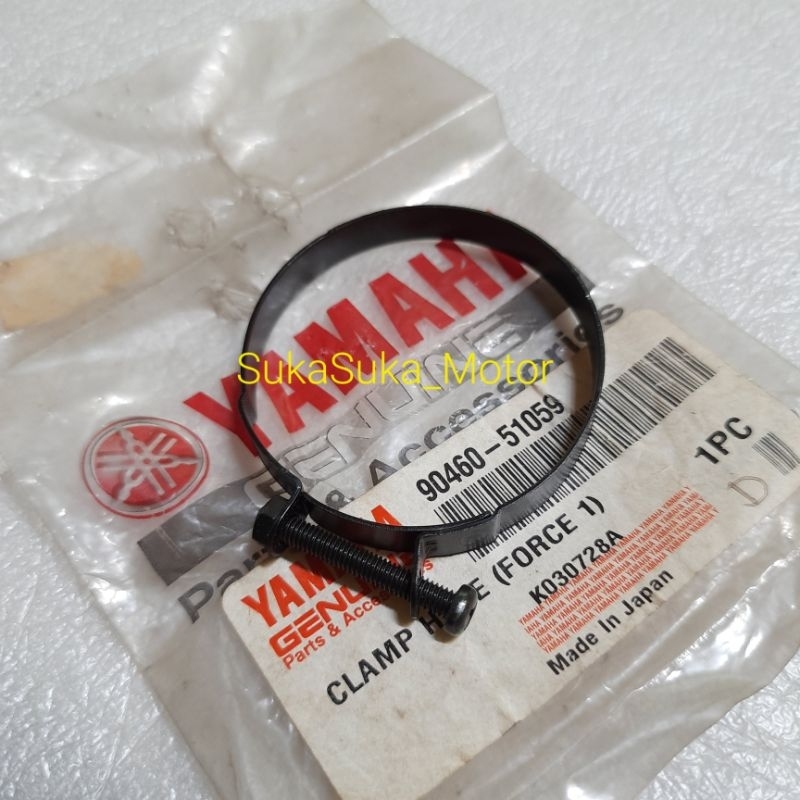 YAMAHA
GENUINE
Parts & Accessories
SukaSuka_Motor
90460-51059
1PC
D
YAMAHA
GENUINE
Parts & Accessories
CLAMP HOSE (FORCE 1)
K030728A
Made In Japan